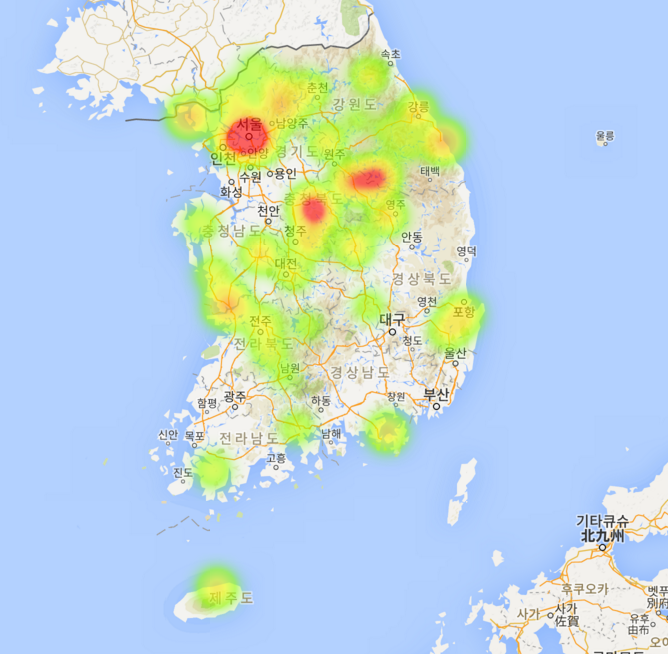 속초
춘천
강원도
강릉
서울
남양주
울릉
인천
안양
경기도
원주
수원
용인
태백
화성
충청북도
천안
영주
충청남도
청주
안동
영덕
대전
경상북도
영천
포항
전주
대구
전라북도
청도
울산
남원
경상남도
함평
광주
하동
창원
부산
신안
목포
전라남도
남해
진도
고흥
제주도
기타큐슈
北九州
후쿠오카
사가
사가
佐賀
벳푸
別府
유후
由布
오이